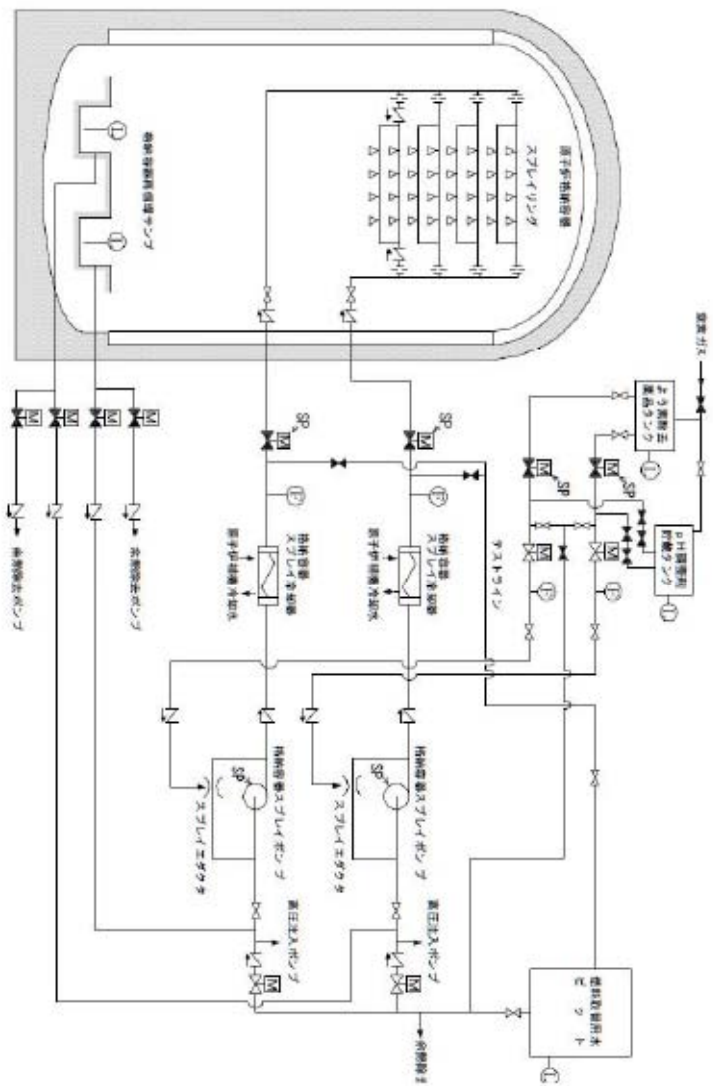 原子炉格納容器
スプレイリング
格納容器再循環サンプ
L
L
窒素ガス
よう素除去
薬品タンク
L
pH調整剤
貯蔵タンク
L
M
SP
M
SP
M
M
F
F
SP
M
SP
M
F
F
テストライン
格納容器
スプレイ冷却器
原子炉補機冷却水
格納容器
スプレイ冷却器
原子炉補機冷却水
M
M
M
M
余熱除去ポンプ
余熱除去ポンプ
格納容器スプレイポンプ
SP
スプレイエダクタ
格納容器スプレイポンプ
SP
スプレイエダクタ
高圧注入ポンプ
M
高圧注入ポンプ
M
燃料取替用水
ピット
L